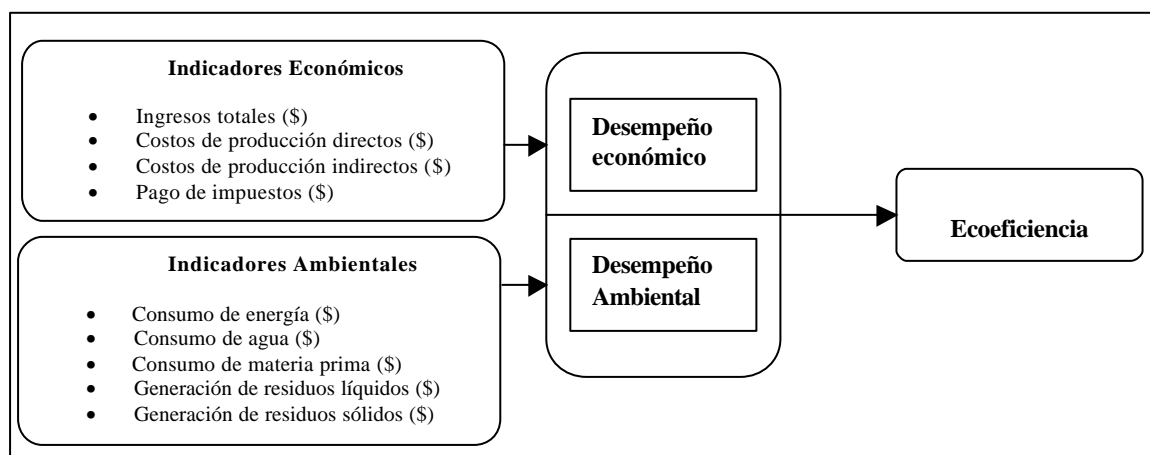 Indicadores Económicos
• Ingresos totales ($)
• Costos de producción directos ($)
• Costos de producción indirectos ($)
• Pago de impuestos ($)
Desempeño
económico
Ecoeficiencia
Indicadores Ambientales
• Consumo de energía ($)
• Consumo de agua ($)
• Consumo de materia prima ($)
• Generación de residuos líquidos ($)
• Generación de residuos sólidos ($)
Desempeño
Ambiental